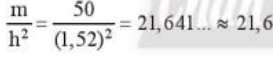 m/h² = 50/(1,52)² = 21,641... ≈ 21,6